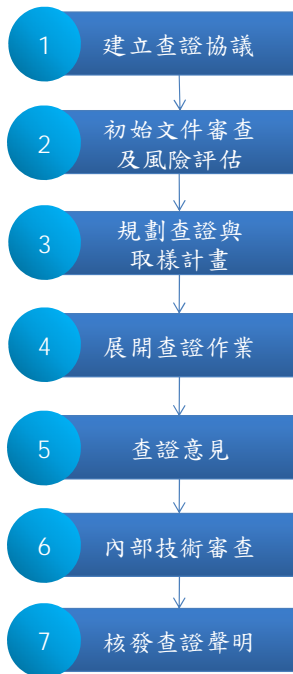 1
建立查證協議
2
初始文件審查
及風險評估
3
規劃查證與
取樣計畫
4
展開查證作業
5
查證意見
6
內部技術審查
7
核發查證聲明